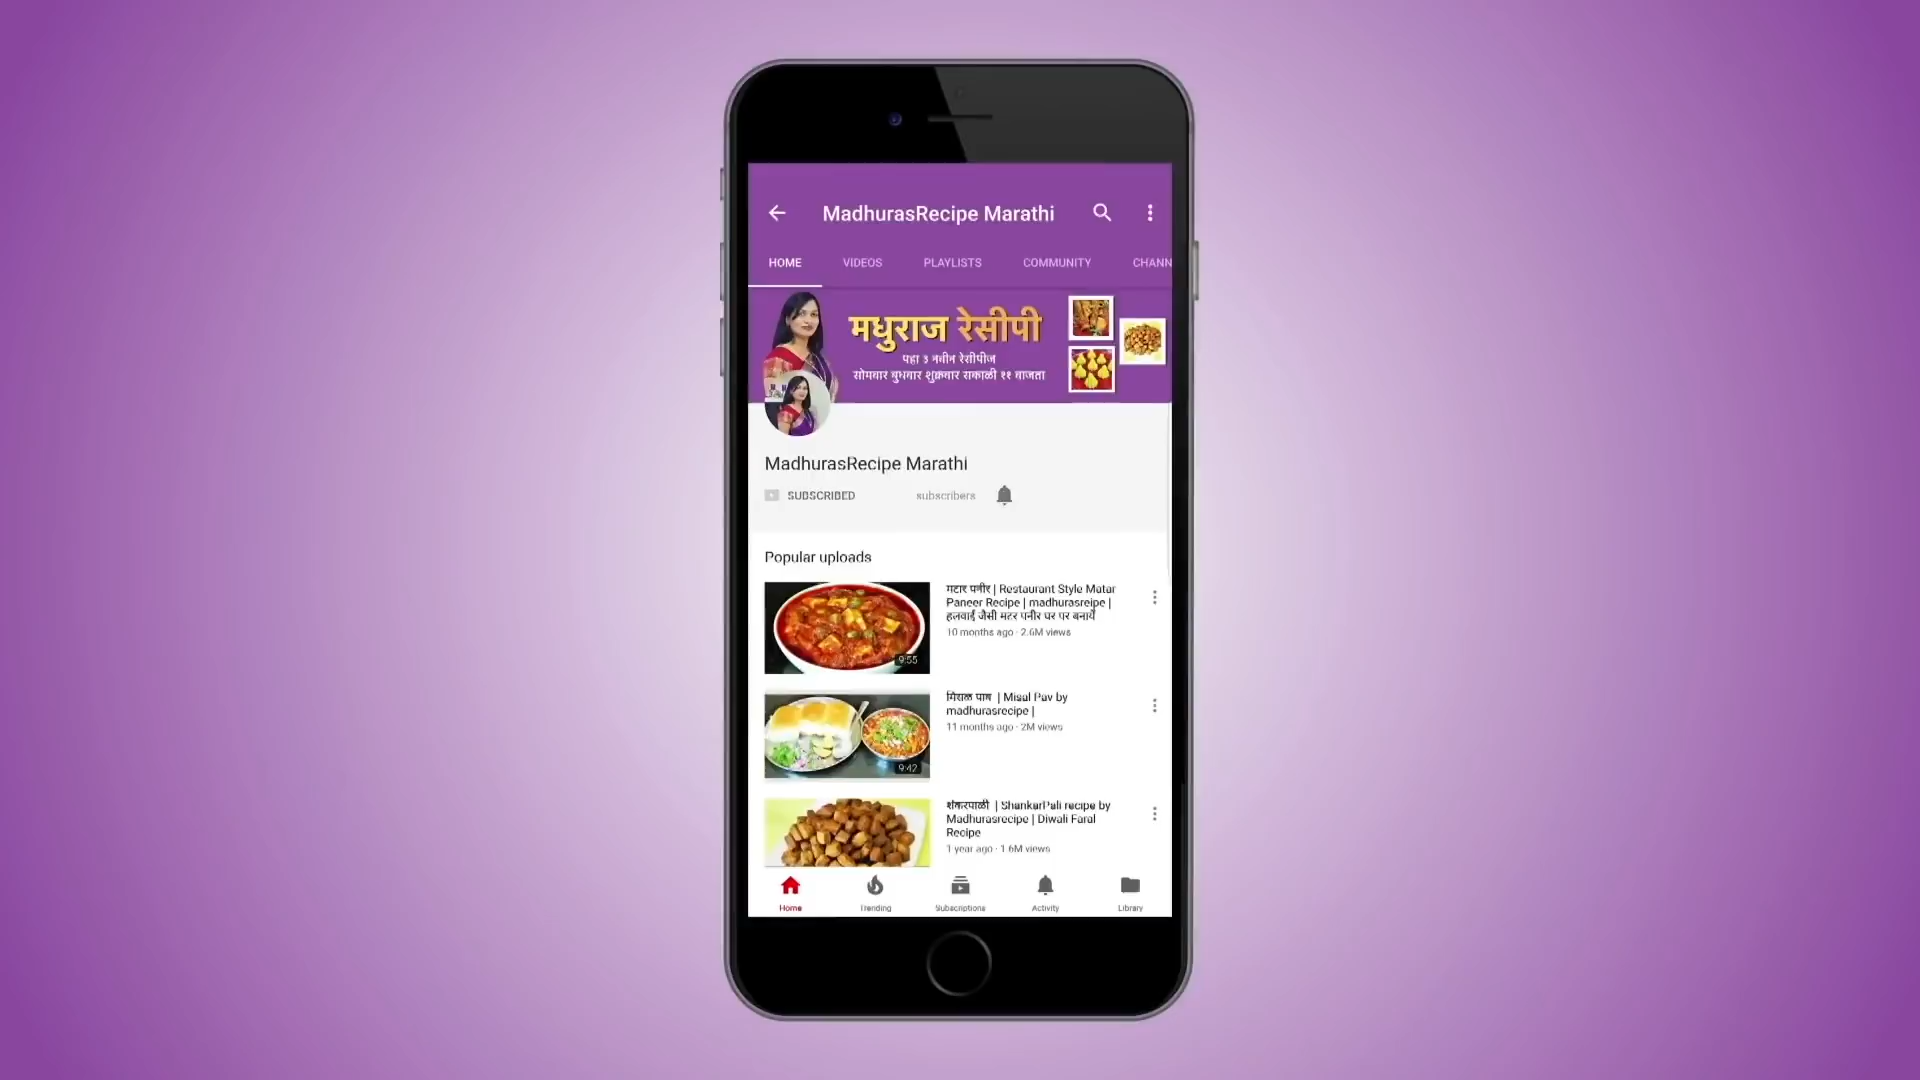 MadhurasRecipe Marathi
HOME VIDEOS PLAYLISTS COMMUNITY CHANN
मधुराज रेसीपी
पहा ३ नवीन रेसीपीज
सोमवार बुधवार शुक्रवार सकाळी ११ वाजता
MadhurasRecipe Marathi
SUBSCRIBED subscribers
Popular uploads
मटार पनीर | Restaurant Style Matar
Paneer Recipe | madhurasreipe |
हलवाई जैसी मटर पनीर घर पर बनायें
10 months ago · 2.6M views
9:55
मिसळ पाव | Misal Pav by
madhurasrecipe |
11 months ago · 2M views
9:42
शंकरपाळी | ShankarPali recipe by
Madhurasrecipe | Diwali Faral
Recipe
1 year ago · 1.6M views
Home Trending Subscriptions Activity Library